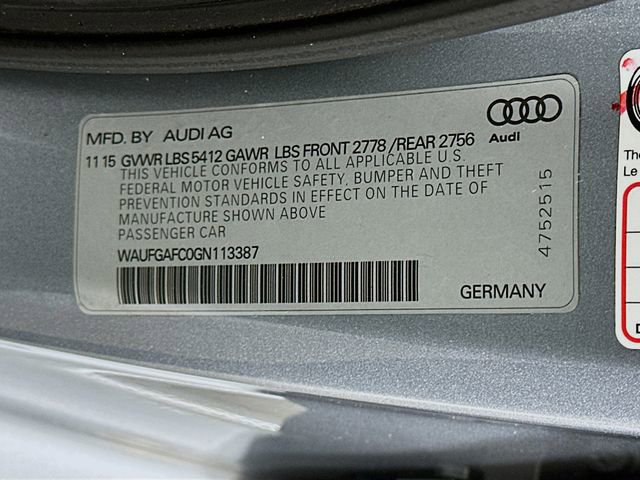 MFD. BY AUDI AG
Audi
11 15 GVWR LBS 5412 GAWR LBS FRONT 2778 /REAR 2756
THIS VEHICLE CONFORMS TO ALL APPLICABLE U.S.
FEDERAL MOTOR VEHICLE SAFETY, BUMPER AND THEFT
PREVENTION STANDARDS IN EFFECT ON THE DATE OF
MANUFACTURE SHOWN ABOVE
PASSENGER CAR
WAUFGAFC0GN113387
GERMANY
4752515
Le